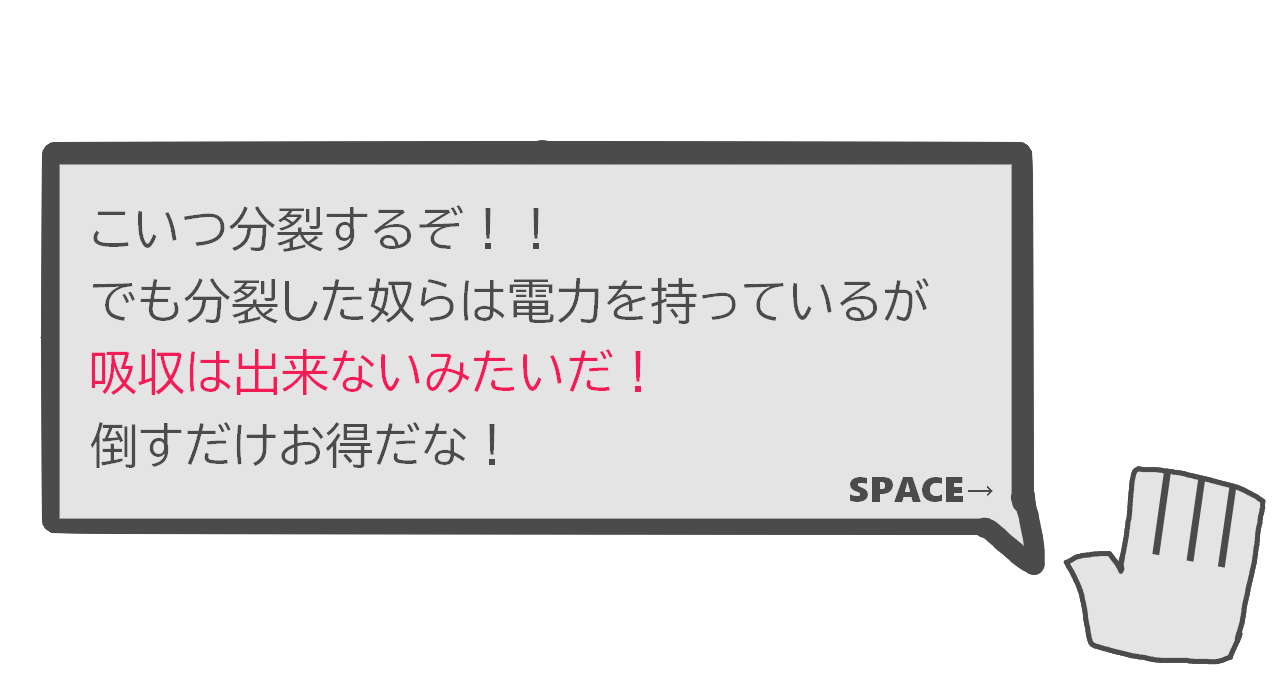 こいつ分裂するぞ！！
でも分裂した奴らは電力を持っているが
吸収は出来ないみたいだ！
倒すだけお得だな！
SPACE→